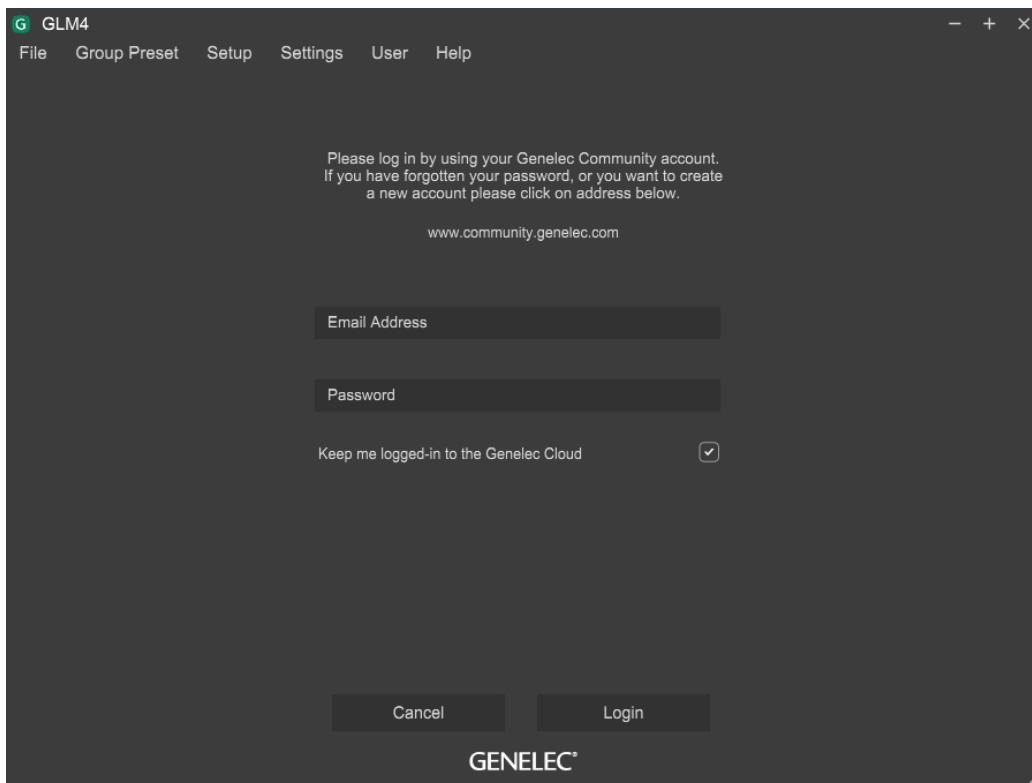 G GLM4
File Group Preset Setup Settings User Help
Please log in by using your Genelec Community account.
If you have forgotten your password, or you want to create
a new account please click on address below.
www.community.genelec.com
Email Address
Password
Keep me logged-in to the Genelec Cloud
Cancel Login
GENELEC®